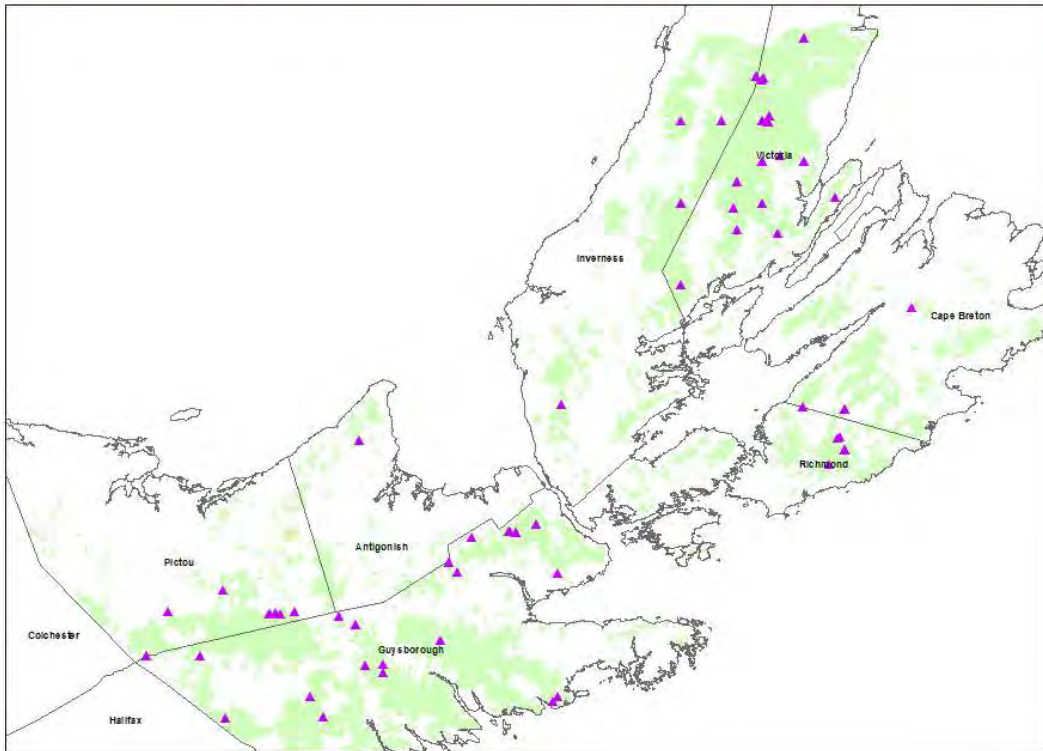 Victoria
Inverness
Cape Breton
Richmond
Antigonish
Pictou
Colchester
Guysborough
Halifax